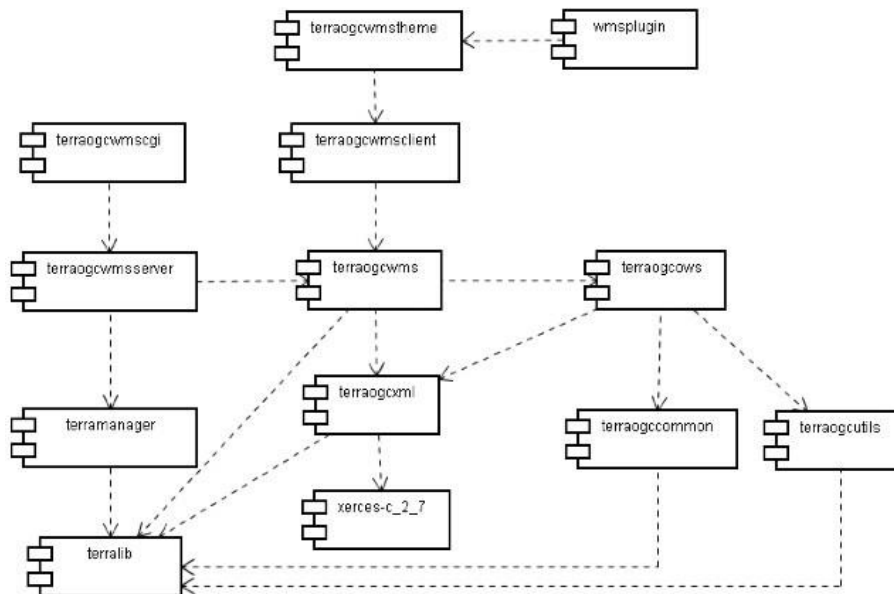 terraogcwmstheme
wmsplugin
terraogcwmscgi
terraogcwmsclient
terraogcwmsserver
terraogcwms
terraogcows
terraogcxml
terramanager
terraogccommon
terraogcutils
xerces-c_2_7
terralib